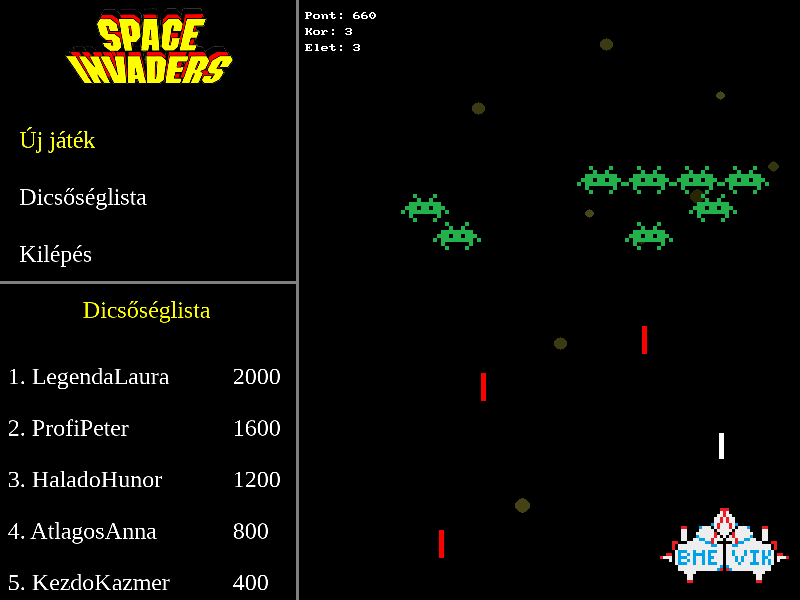 SPACE
INVADERS
Új játék
Dicsőséglista
Kilépés
Dicsőséglista
1. LegendaLaura 2000
2. ProfiPeter 1600
3. HaladoHunor 1200
4. AtlagosAnna 800
5. KezdoKazmer 400
Pont: 660
Kor: 3
Elet: 3
BME VIK